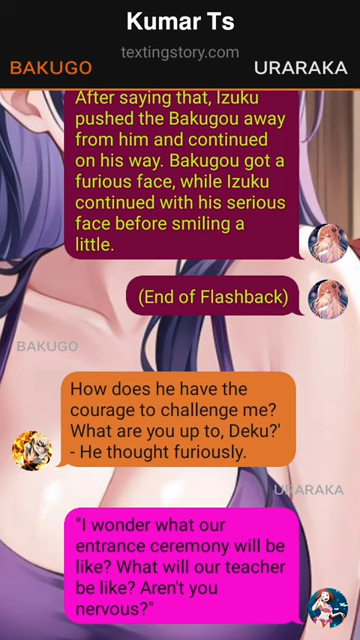 Kumar Ts
textingstory.com
BAKUGO
URARAKA
After saying that, Izuku
pushed the Bakugou away
from him and continued
on his way. Bakugou got a
furious face, while Izuku
continued with his serious
face before smiling a
little.
(End of Flashback)
BAKUGO
How does he have the
courage to challenge me?
What are you up to, Deku?'
- He thought furiously.
URARAKA
"I wonder what our
entrance ceremony will be
like? What will our teacher
be like? Aren't you
nervous?"